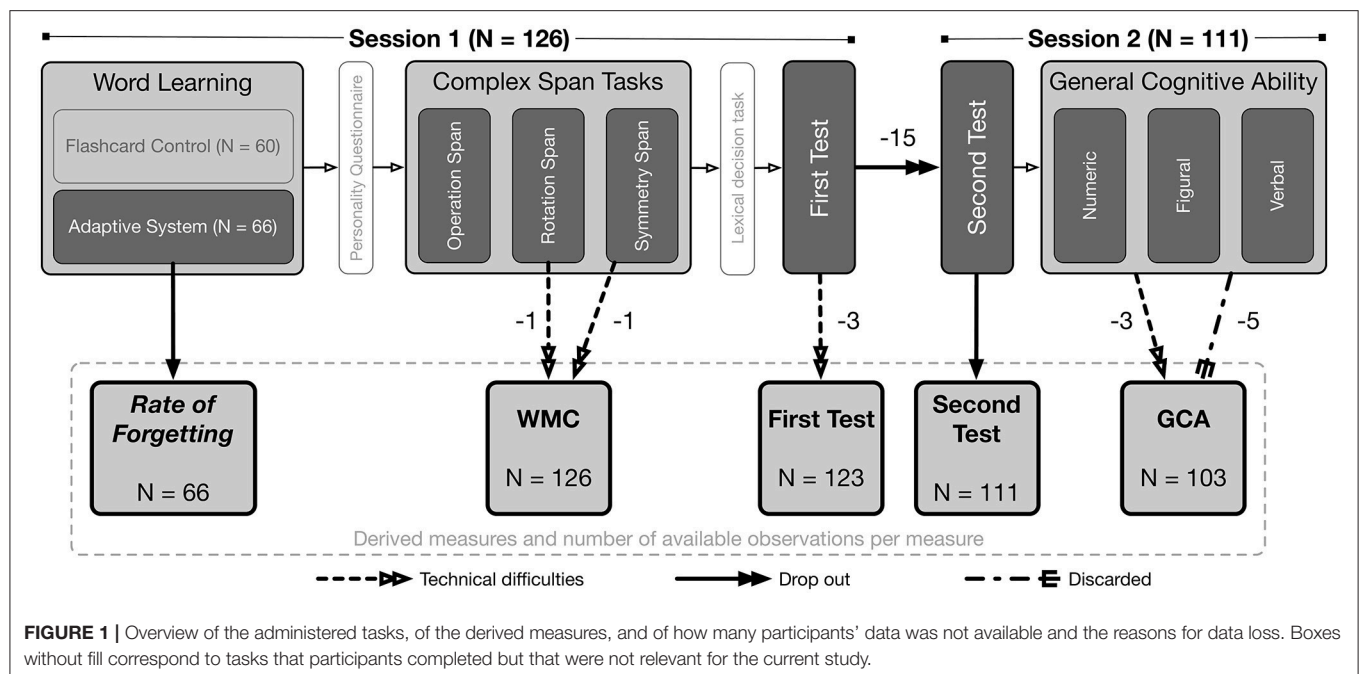 Session 1 (N = 126)
Session 2 (N = 111)
Word Learning
Flashcard Control (N = 60)
Adaptive System (N = 66)
Personality Questionnaire
Complex Span Tasks
Operation Span
Rotation Span
Symmetry Span
Lexical decision task
First Test
-15
Second Test
General Cognitive Ability
Numeric
Figural
Verbal
-1
-1
-3
-3
-5
Rate of
Forgetting
N = 66
WMC
N = 126
First Test
N = 123
Second
Test
N = 111
GCA
N = 103
Derived measures and number of available observations per measure
Technical difficulties
Drop out
Discarded
FIGURE 1 | Overview of the administered tasks, of the derived measures, and of how many participants' data was not available and the reasons for data loss. Boxes
without fill correspond to tasks that participants completed but that were not relevant for the current study.